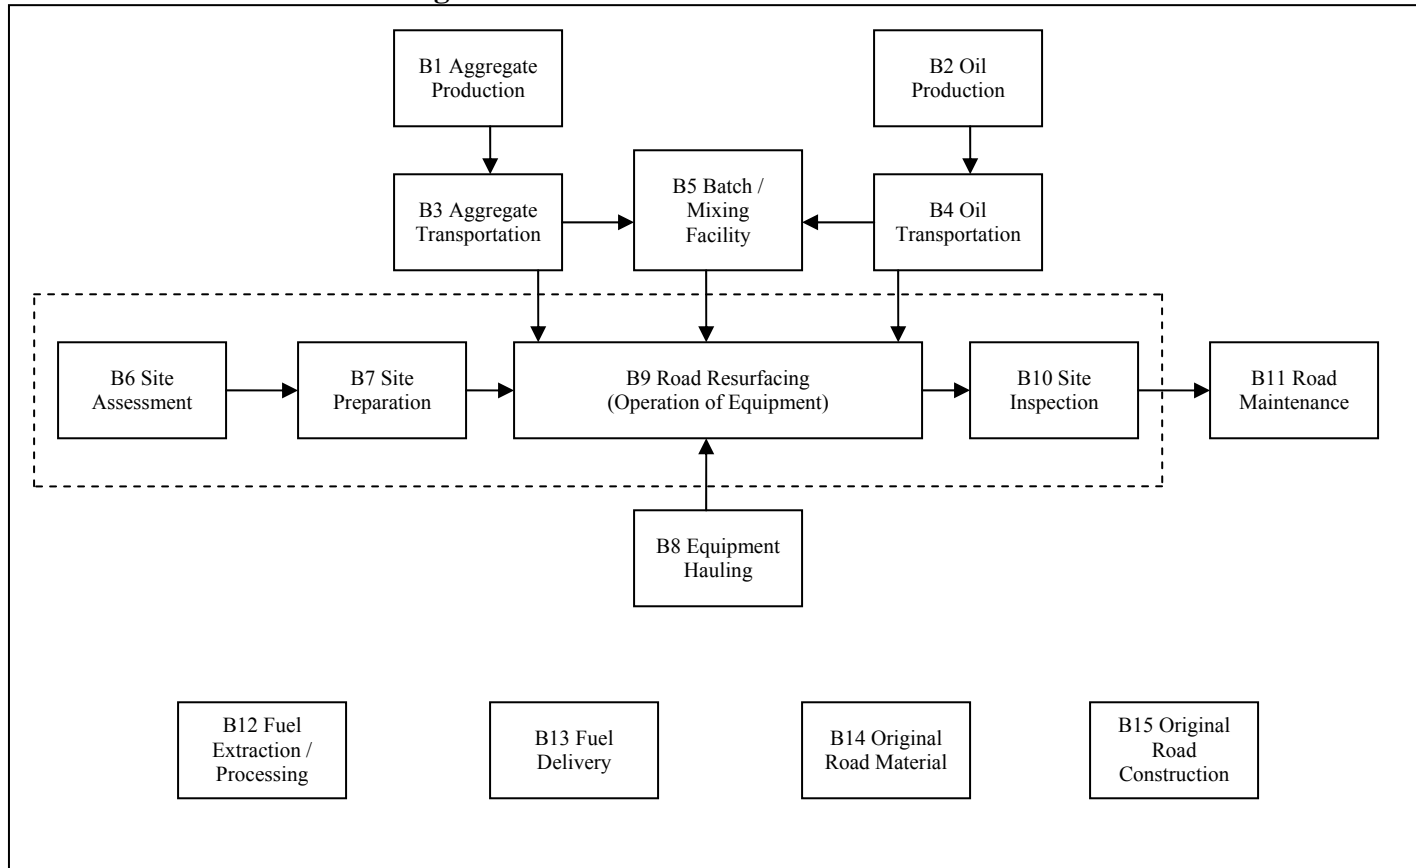 B1 Aggregate
Production
B2 Oil
Production
B3 Aggregate
Transportation
B5 Batch /
Mixing
Facility
B4 Oil
Transportation
B6 Site
Assessment
B7 Site
Preparation
B9 Road Resurfacing
(Operation of Equipment)
B10 Site
Inspection
B11 Road
Maintenance
B8 Equipment
Hauling
B12 Fuel
Extraction /
Processing
B13 Fuel
Delivery
B14 Original
Road Material
B15 Original
Road
Construction